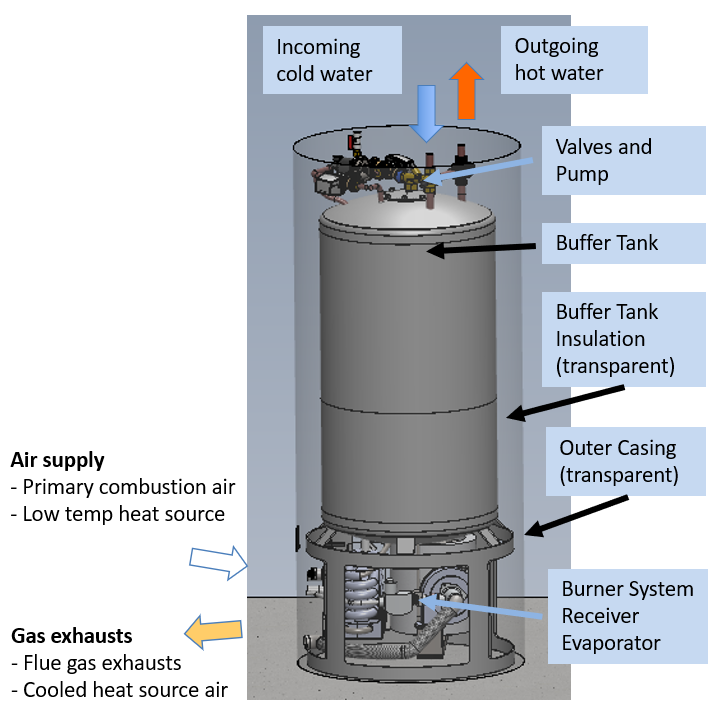 Incoming
cold water
Outgoing
hot water
Valves and
Pump
Buffer Tank
Buffer Tank
Insulation
(transparent)
Outer Casing
(transparent)
Air supply
- Primary combustion air
- Low temp heat source
Burner System
Receiver
Evaporator
Gas exhausts
- Flue gas exhausts
- Cooled heat source air